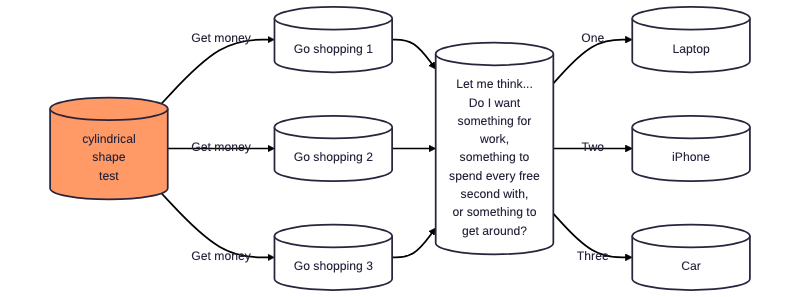 cylindrical
shape
test
Get money
Get money
Get money
Go shopping 1
Go shopping 2
Go shopping 3
Let me think...
Do I want
something for
work,
something to
spend every free
second with,
or something to
get around?
One
Two
Three
Laptop
iPhone
Car